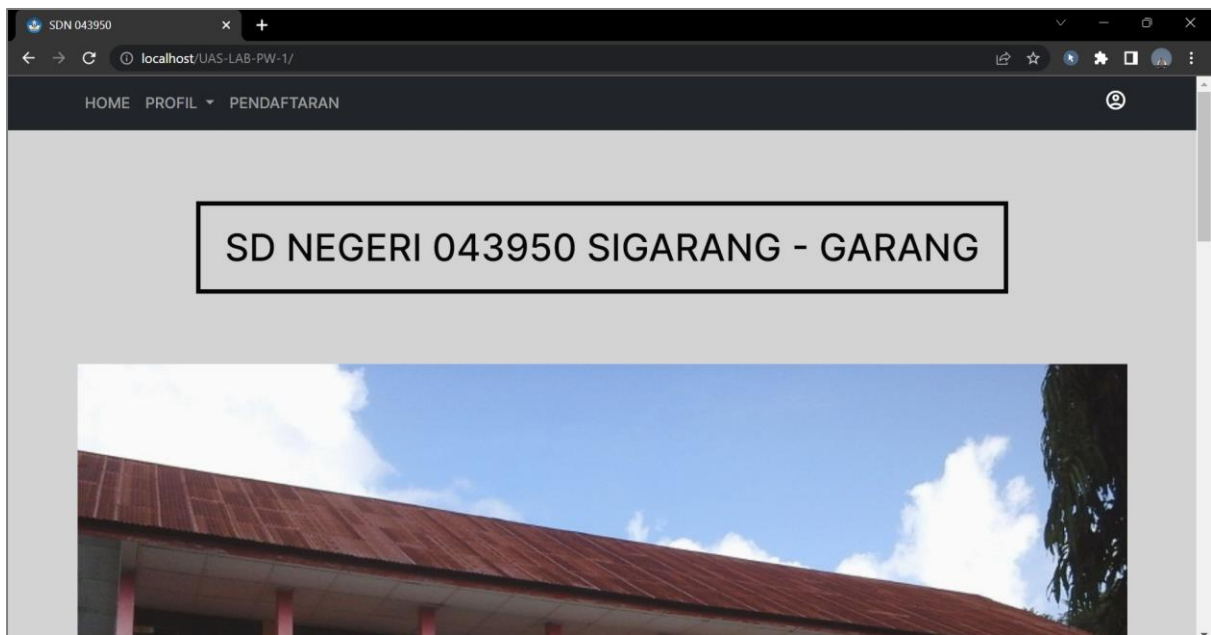 SDN 043950
localhost/UAS-LAB-PW-1/
HOME PROFIL PENDAFTARAN
SD NEGERI 043950 SIGARANG - GARANG